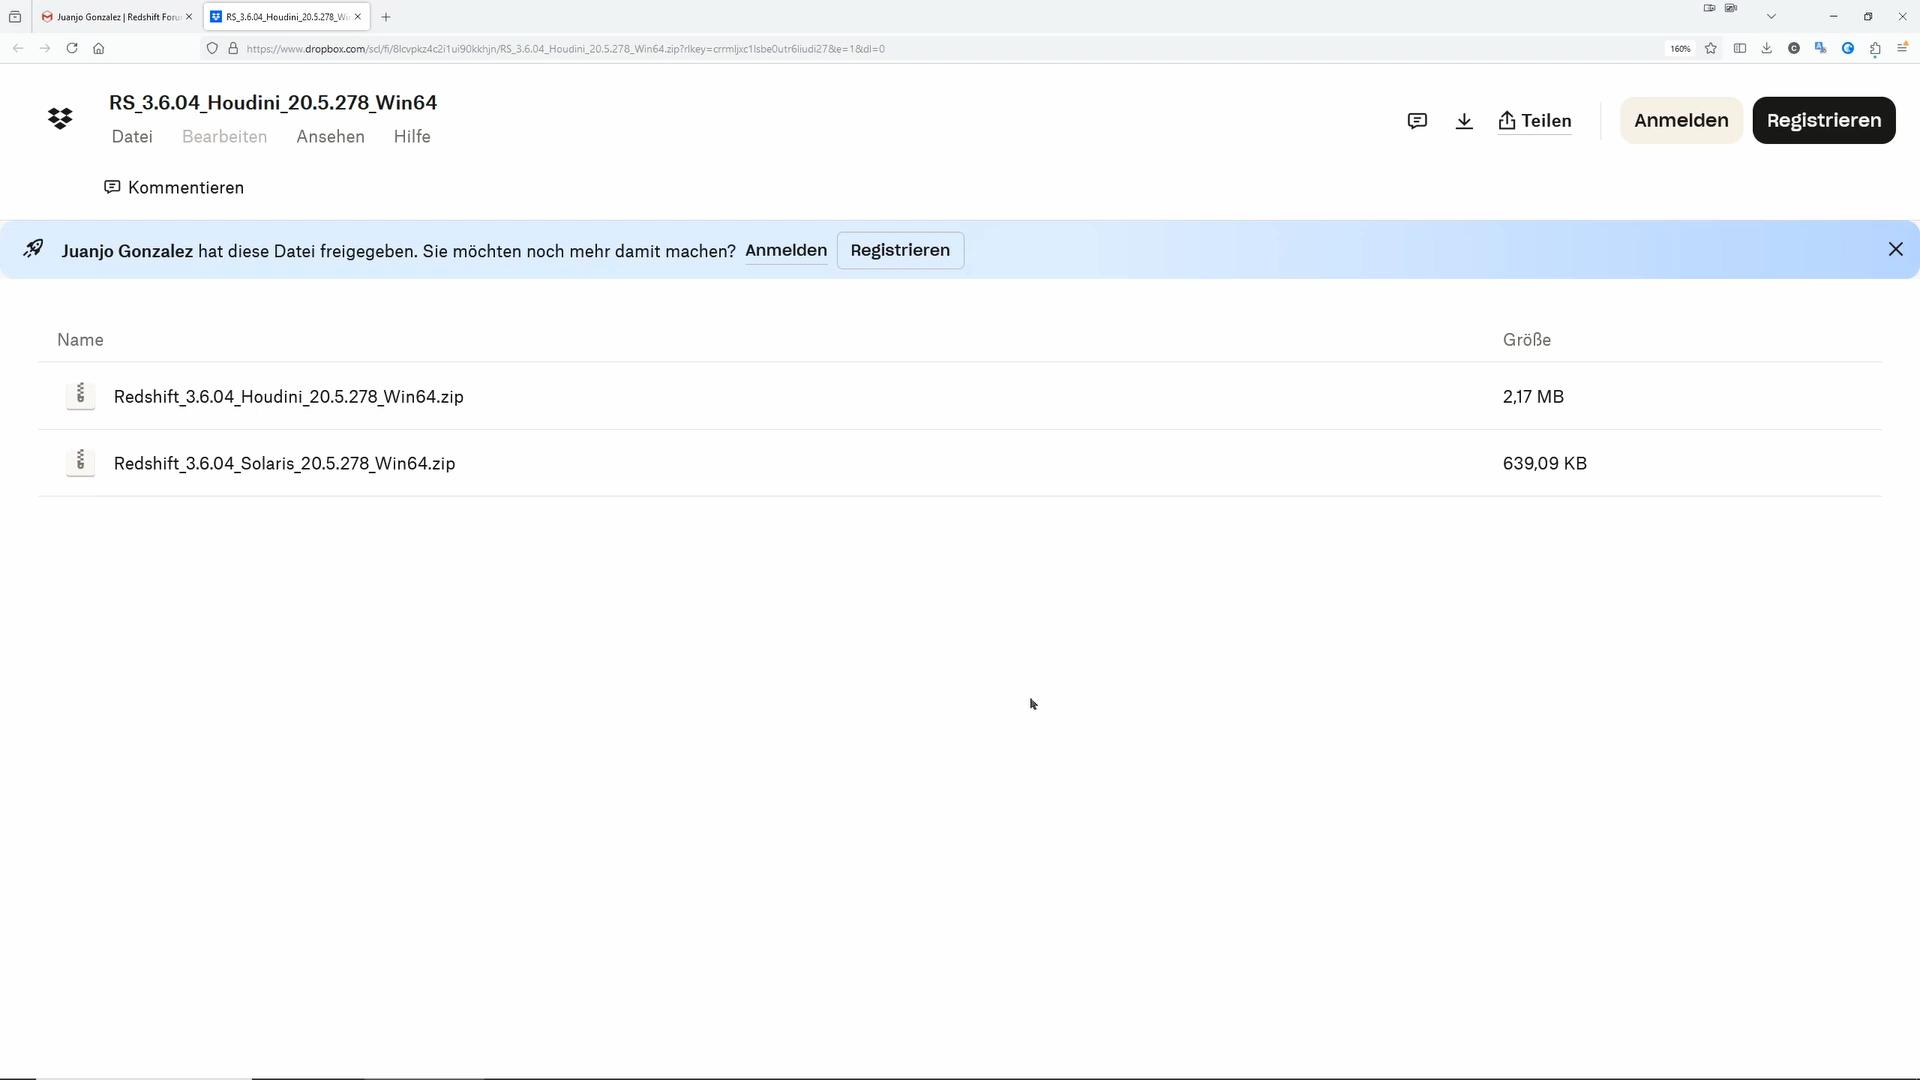 Juanjo Gonzalez | Redshift Foru
RS_3.6.04_Houdini_20.5.278_Wi
https://www.dropbox.com/scl/fi/8lcvpkz4c2i1ui90kkhjn/RS_3.6.04_Houdini_20.5.278_Win64.zip?rlkey=crrmljxc1lsbe0utr6liudi27&e=1&dl=0
160%
RS_3.6.04_Houdini_20.5.278_Win64
Datei Bearbeiten Ansehen Hilfe
Teilen
Anmelden
Registrieren
Kommentieren
Juanjo Gonzalez hat diese Datei freigegeben. Sie möchten noch mehr damit machen? Anmelden Registrieren
Name Größe
Redshift_3.6.04_Houdini_20.5.278_Win64.zip 2,17 MB
Redshift_3.6.04_Solaris_20.5.278_Win64.zip 639,09 KB